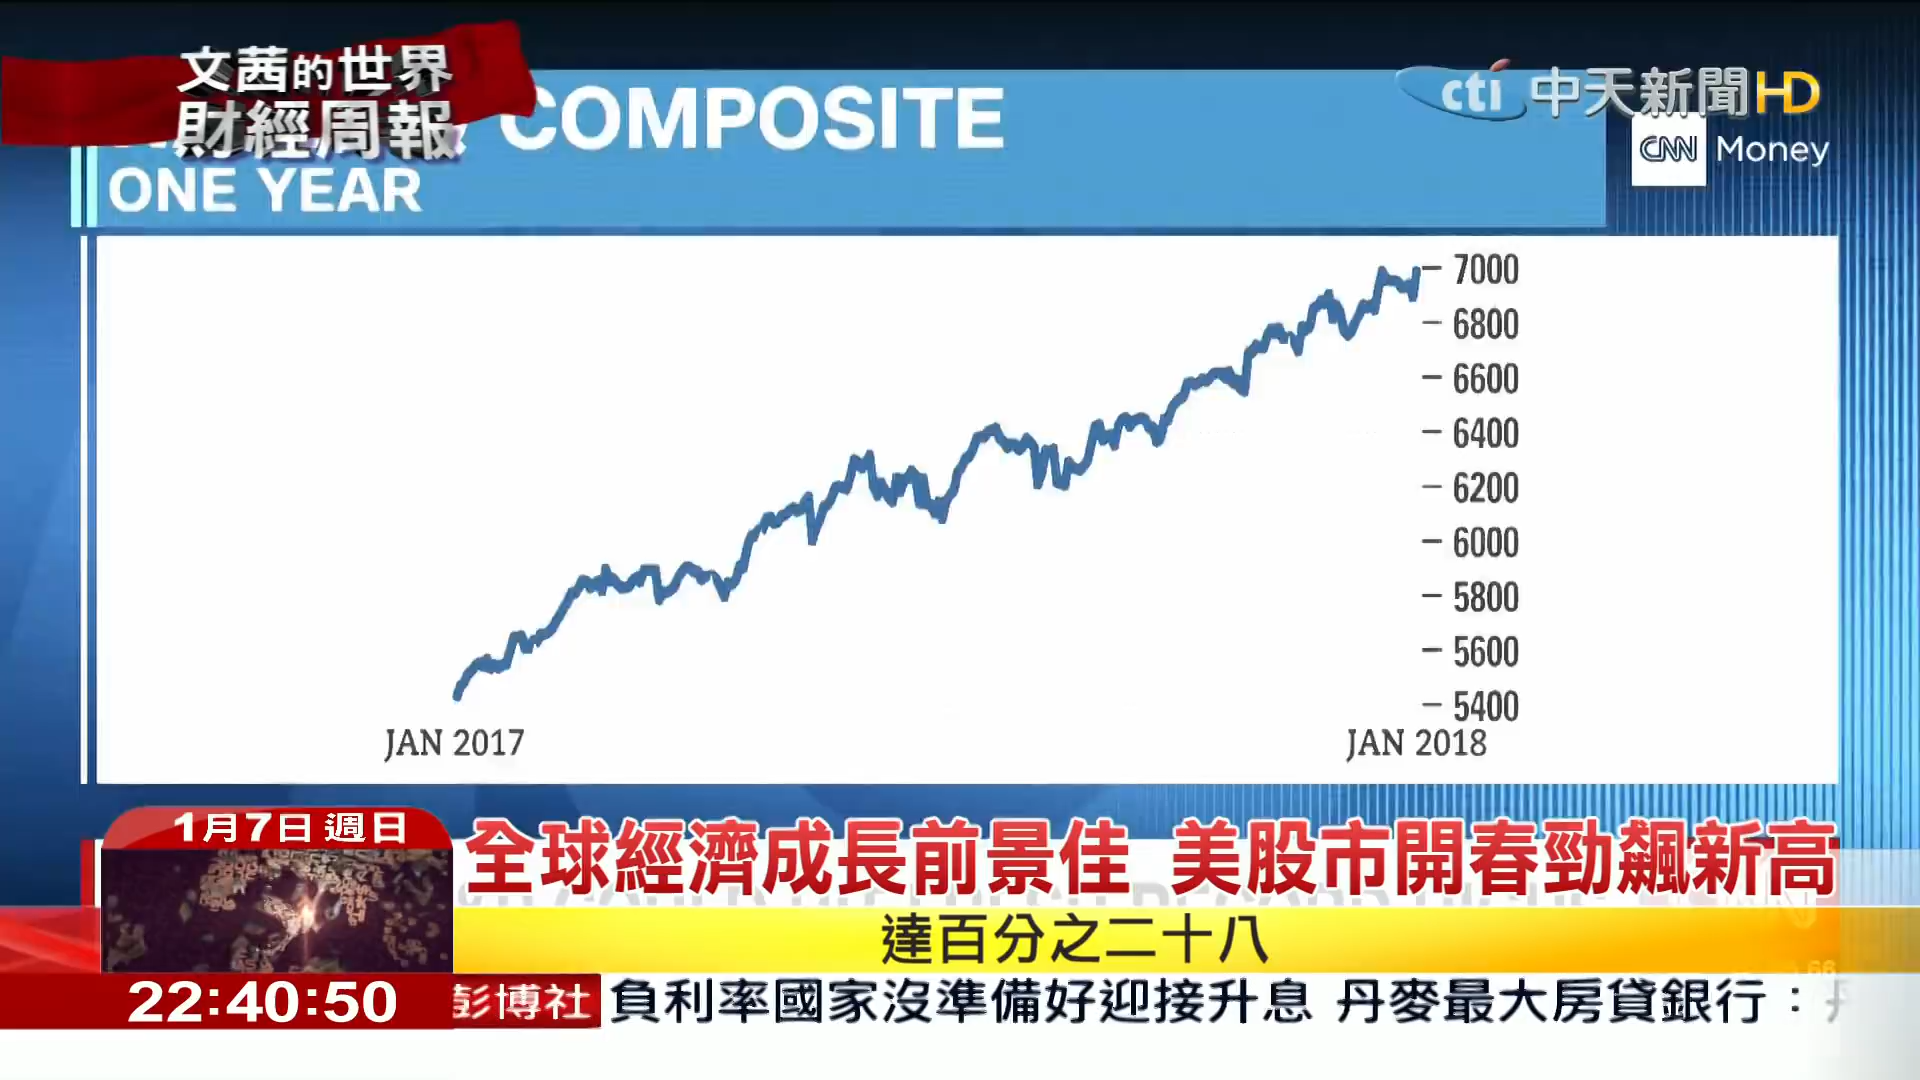 文茜的世界
財經周報
COMPOSITE
ONE YEAR
cti 中天新聞HD
CNN Money
7000
6800
6600
6400
6200
6000
5800
5600
5400
JAN 2017
JAN 2018
1月7日 週日
全球經濟成長前景佳 美股市開春勁飆新高
達百分之二十八
22:40:50
彭博社 負利率國家沒準備好迎接升息 丹麥最大房貸銀行：